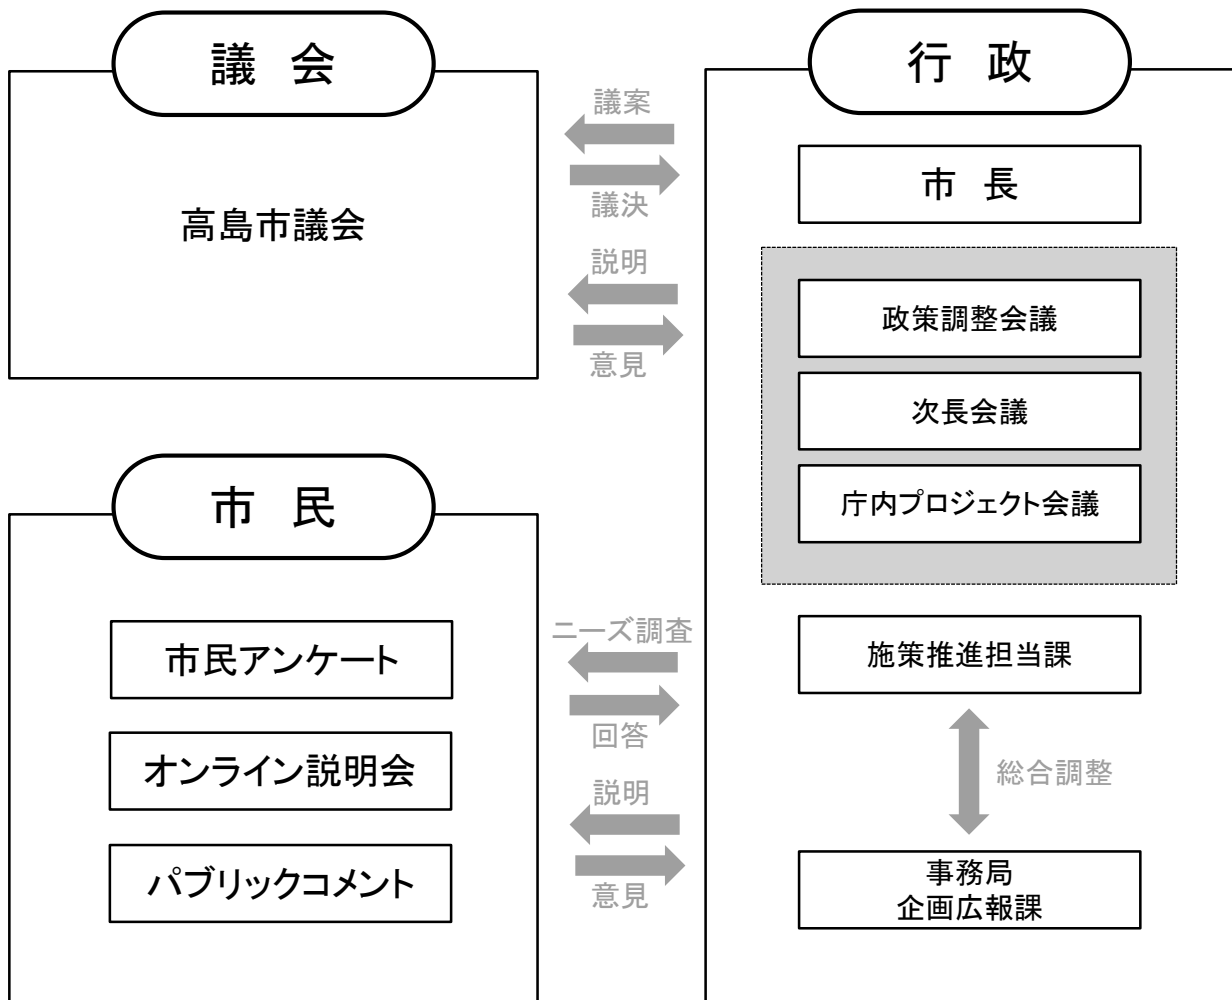 議 会
高島市議会
議案
議決
説明
意見
市 民
市民アンケート
オンライン説明会
パブリックコメント
ニーズ調査
回答
説明
意見
行 政
市 長
政策調整会議
次長会議
庁内プロジェクト会議
施策推進担当課
総合調整
事務局
企画広報課